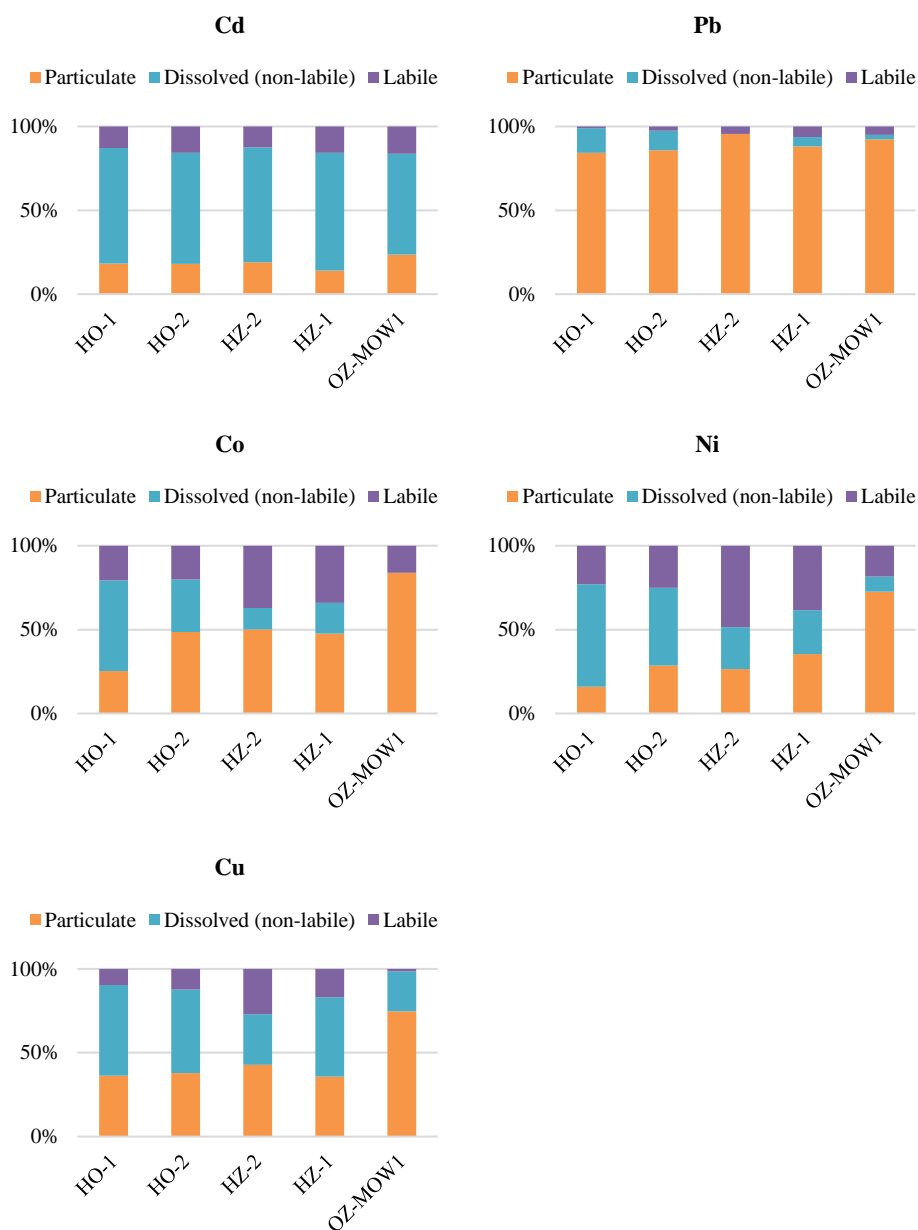 Cd
Particulate Dissolved (non-labile) Labile
100%
50%
0%
HO-1
HO-2
HZ-2
HZ-1
OZ-MOW1
Pb
Particulate Dissolved (non-labile) Labile
100%
50%
0%
HO-1
HO-2
HZ-2
HZ-1
OZ-MOW1
Co
Particulate Dissolved (non-labile) Labile
100%
50%
0%
HO-1
HO-2
HZ-2
HZ-1
OZ-MOW1
Ni
Particulate Dissolved (non-labile) Labile
100%
50%
0%
HO-1
HO-2
HZ-2
HZ-1
OZ-MOW1
Cu
Particulate Dissolved (non-labile) Labile
100%
50%
0%
HO-1
HO-2
HZ-2
HZ-1
OZ-MOW1